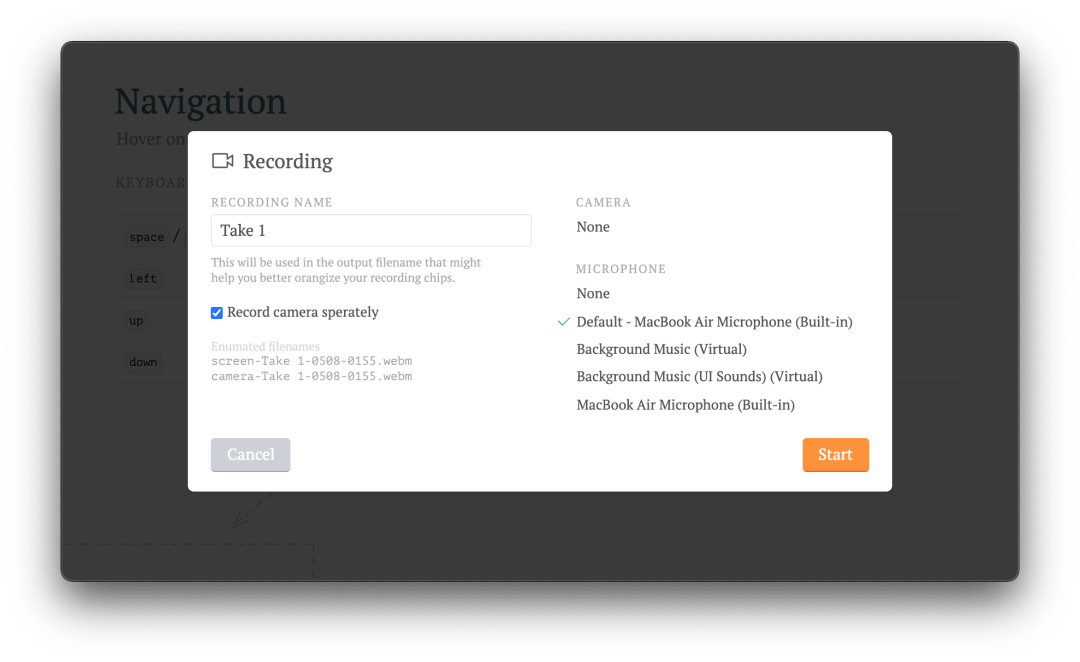 Navigation
Hover on
KEYBOAR
space /
left
up
down
Recording
RECORDING NAME
Take 1
This will be used in the output filename that might
help you better orangize your recording chips.
Record camera sperately
Enumated filenames
screen-Take 1-0508-0155.webm
camera-Take 1-0508-0155.webm
CAMERA
None
MICROPHONE
None
Default - MacBook Air Microphone (Built-in)
Background Music (Virtual)
Background Music (UI Sounds) (Virtual)
MacBook Air Microphone (Built-in)
Cancel
Start